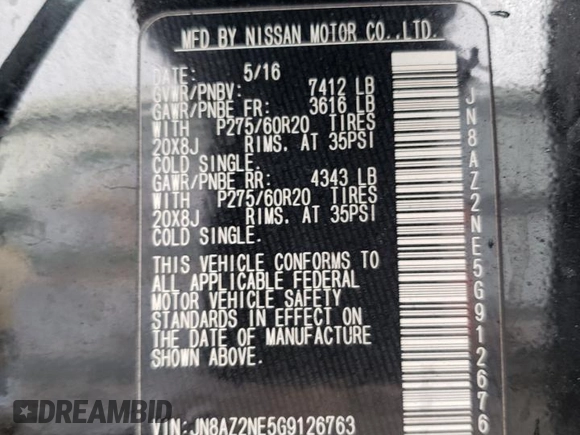 MFD BY NISSAN MOTOR CO.,LTD.
DATE: 5/16
GVWR/PNBV: 7412 LB
GAWR/PNBE FR: 3616 LB
WITH P275/60R20 TIRES
20X8J RIMS. AT 35PSI
COLD SINGLE.
GAWR/PNBE RR: 4343 LB
WITH P275/60R20 TIRES
20X8J RIMS. AT 35PSI
COLD SINGLE.
THIS VEHICLE CONFORMS TO
ALL APPLICABLE FEDERAL
MOTOR VEHICLE SAFETY
STANDARDS IN EFFECT ON
THE DATE OF MANUFACTURE
SHOWN ABOVE.
VIN:JN8AZ2NE5G9126763
JN8AZ2NE5G912676
RIDESAFELY